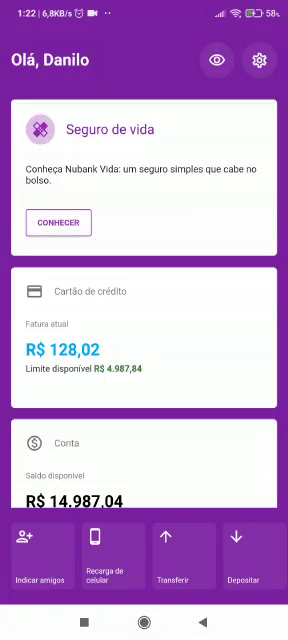 1:22 | 6,8KB/s
58%
Olá, Danilo
Seguro de vida
Conheça Nubank Vida: um seguro simples que cabe no
bolso.
CONHECER
Cartão de crédito
Fatura atual
R$ 128,02
Limite disponível R$ 4.987,84
Conta
Saldo disponível
R$ 14.987,04
Indicar amigos
Recarga de
celular
Transferir
Depositar